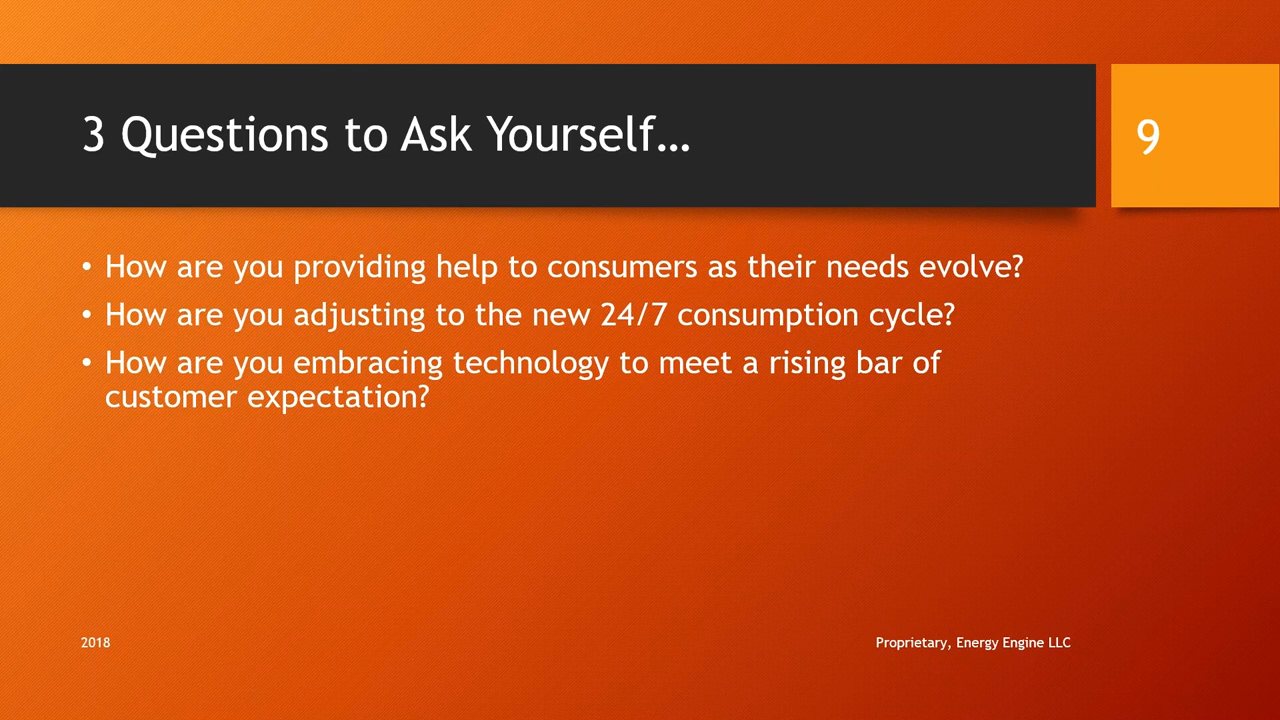 3 Questions to Ask Yourself…
9
• How are you providing help to consumers as their needs evolve?
• How are you adjusting to the new 24/7 consumption cycle?
• How are you embracing technology to meet a rising bar of
customer expectation?
2018
Proprietary, Energy Engine LLC